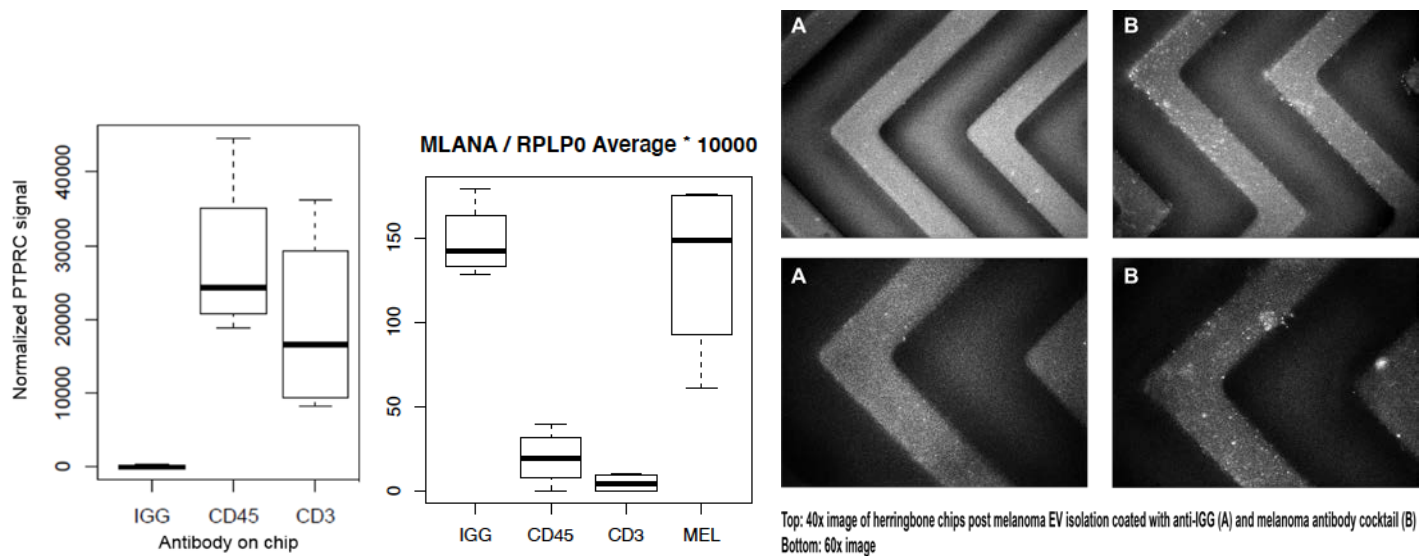 Normalized PTPRC signal
40000
30000
20000
10000
0
IGG CD45 CD3
Antibody on chip
MLANA / RPLP0 Average * 10000
150
100
50
0
IGG CD45 CD3 MEL
A
B
A
B
Top: 40x image of herringbone chips post melanoma EV isolation coated with anti-IGG (A) and melanoma antibody cocktail (B)
Bottom: 60x image